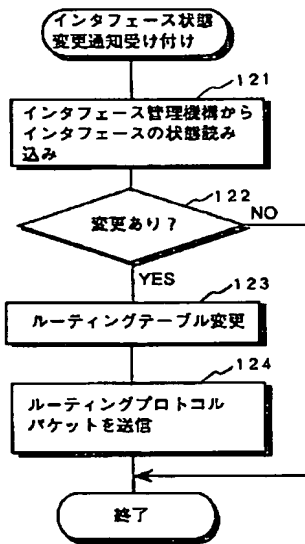 インタフェース状態
変更通知受け付け
121
インタフェース管理機構から
インタフェースの状態読み
込み
122
変更あり?
NO
YES
123
ルーティングテーブル変更
124
ルーティングプロトコル
パケットを送信
終了